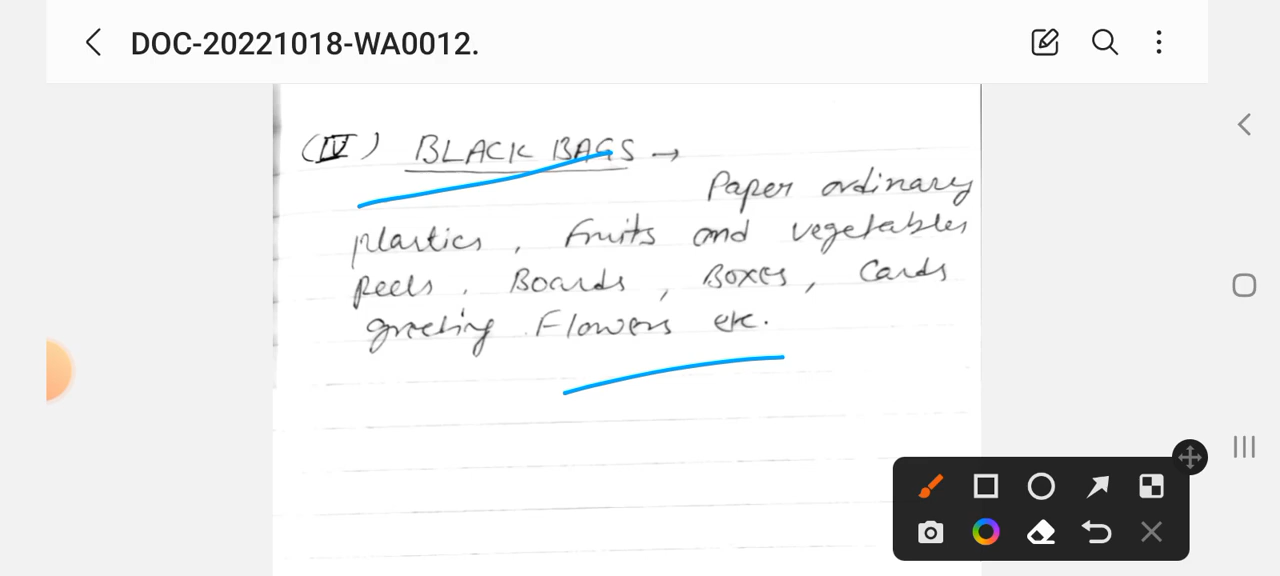 DOC-20221018-WA0012.
(IV) BLACK BAGS →
Paper ordinary
plastics, Fruits and vegetables
Peels, Boards, Boxes, Cards
greeting Flowers etc.